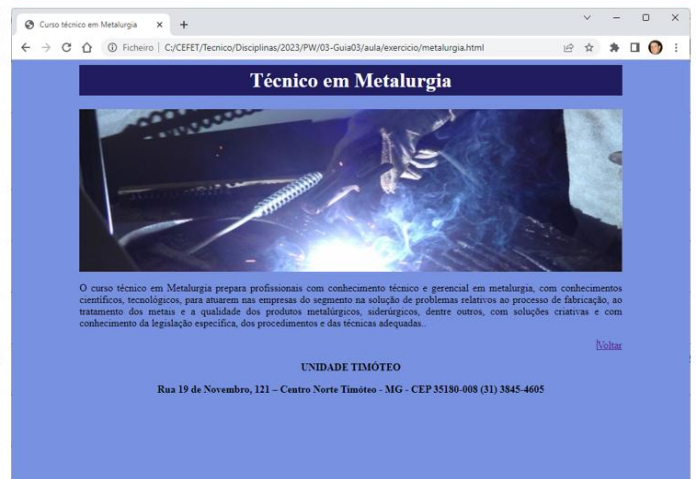 Curso técnico em Metalurgia
Ficheiro | C:/CEFET/Tecnico/Disciplinas/2023/PW/03-Guia03/aula/exercicio/metalurgia.html
Técnico em Metalurgia
O curso técnico em Metalurgia prepara profissionais com conhecimento técnico e gerencial em metalurgia, com conhecimentos
científicos, tecnológicos, para atuarem nas empresas do segmento na solução de problemas relativos ao processo de fabricação, ao
tratamento dos metais e a qualidade dos produtos metalúrgicos, siderúrgicos, dentre outros, com soluções criativas e com
conhecimento da legislação específica, dos procedimentos e das técnicas adequadas..
Voltar
UNIDADE TIMÓTEO
Rua 19 de Novembro, 121 – Centro Norte Timóteo - MG - CEP 35180-008 (31) 3845-4605